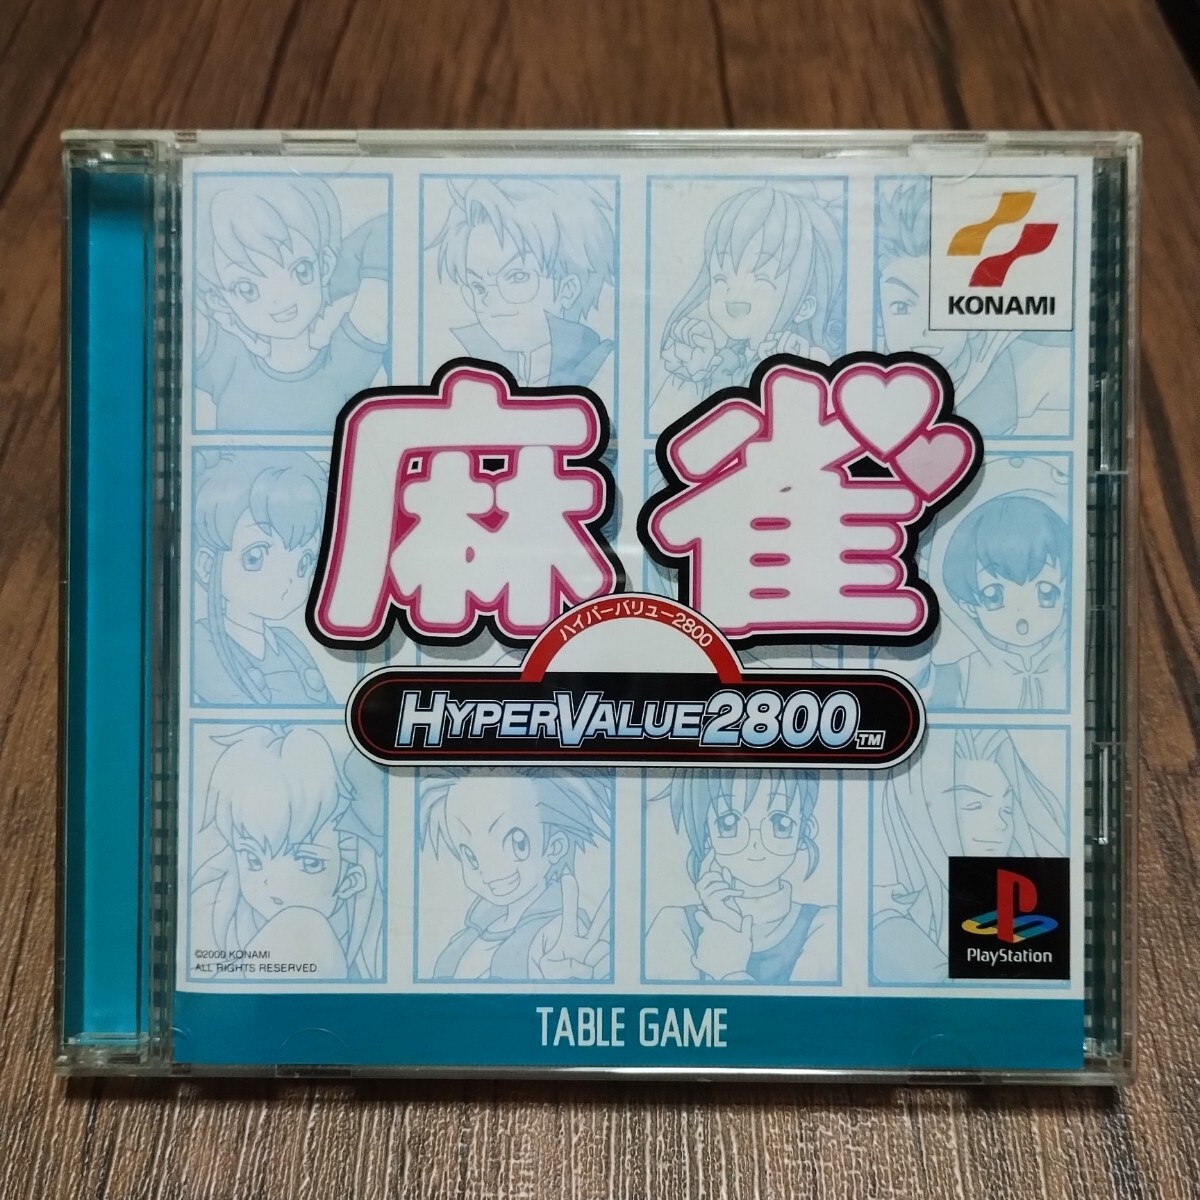 KONAMI
麻雀
ハイパーバリュー2800
HYPERVALUE2800™
PlayStation
©2000 KONAMI
ALL RIGHTS RESERVED.
TABLE GAME